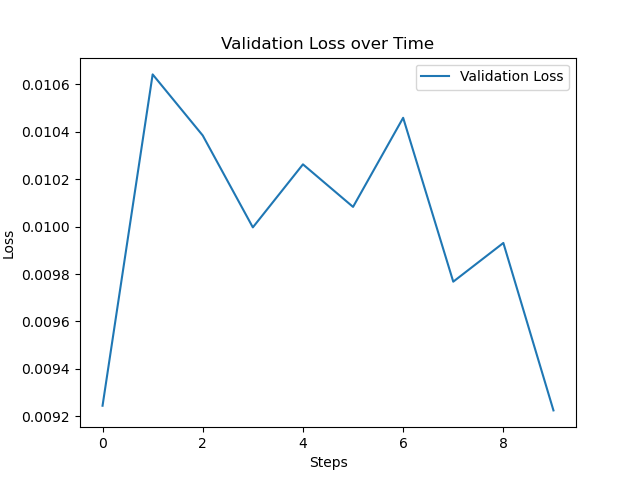 Validation Loss over Time
Validation Loss
0.0106
0.0104
0.0102
0.0100
0.0098
0.0096
0.0094
0.0092
Loss
0 2 4 6 8
Steps